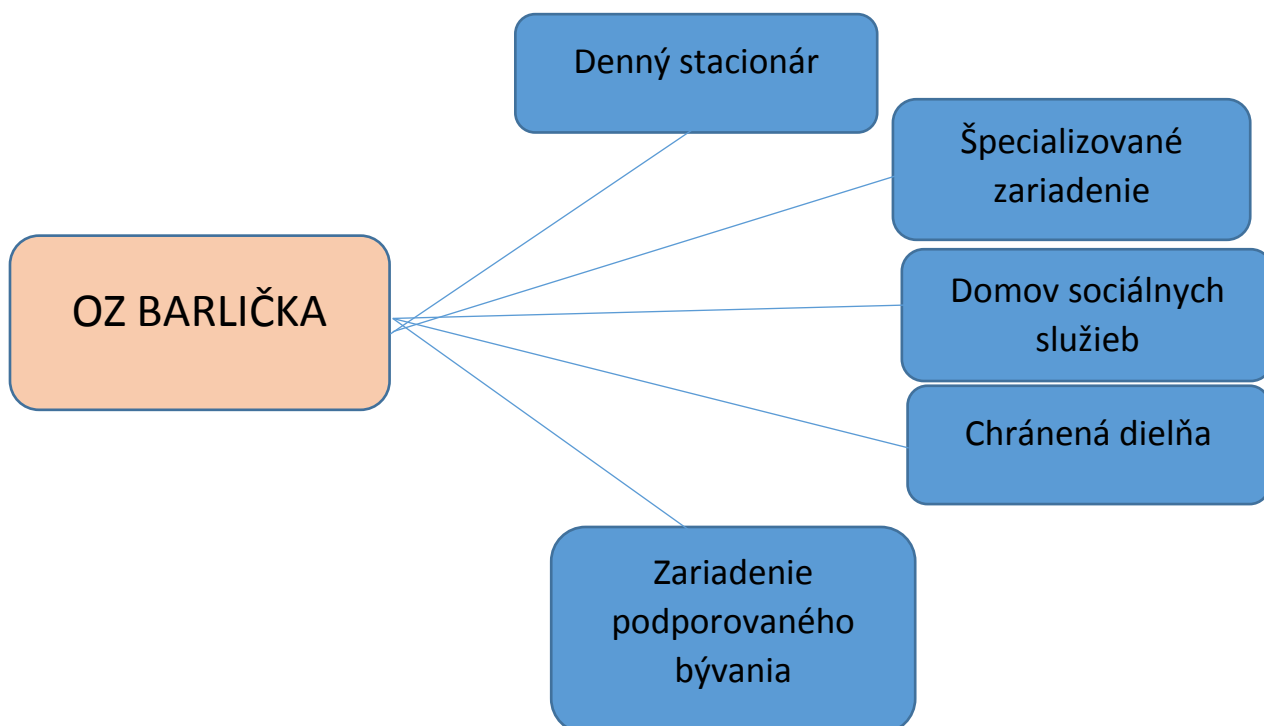 Denný stacionár
Špecializované
zariadenie
OZ BARLIČKA
Domov sociálnych
služieb
Chránená dielňa
Zariadenie
podporovaného
bývania